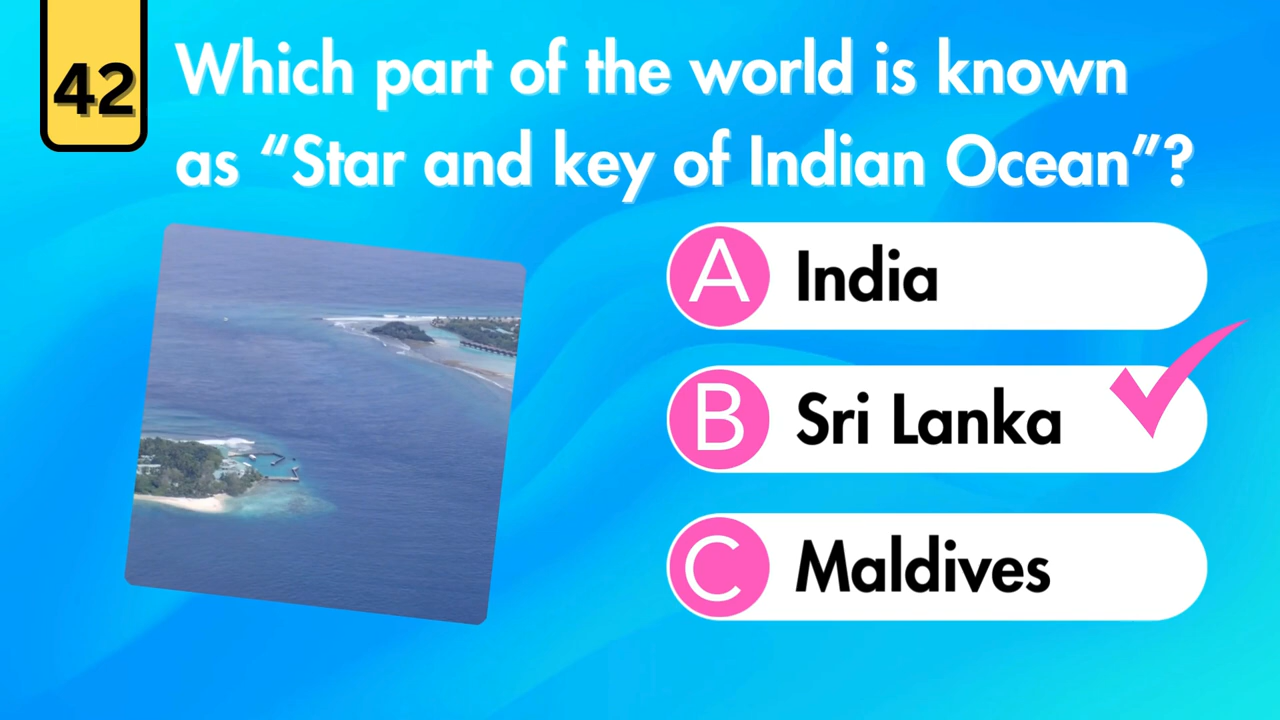 42
Which part of the world is known
as “Star and key of Indian Ocean”?
A India
B Sri Lanka
C Maldives